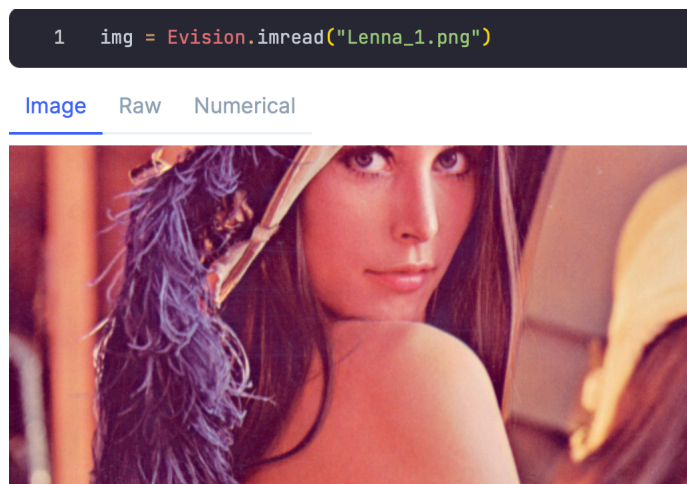 1 img = Evision.imread("Lenna_1.png")
Image Raw Numerical